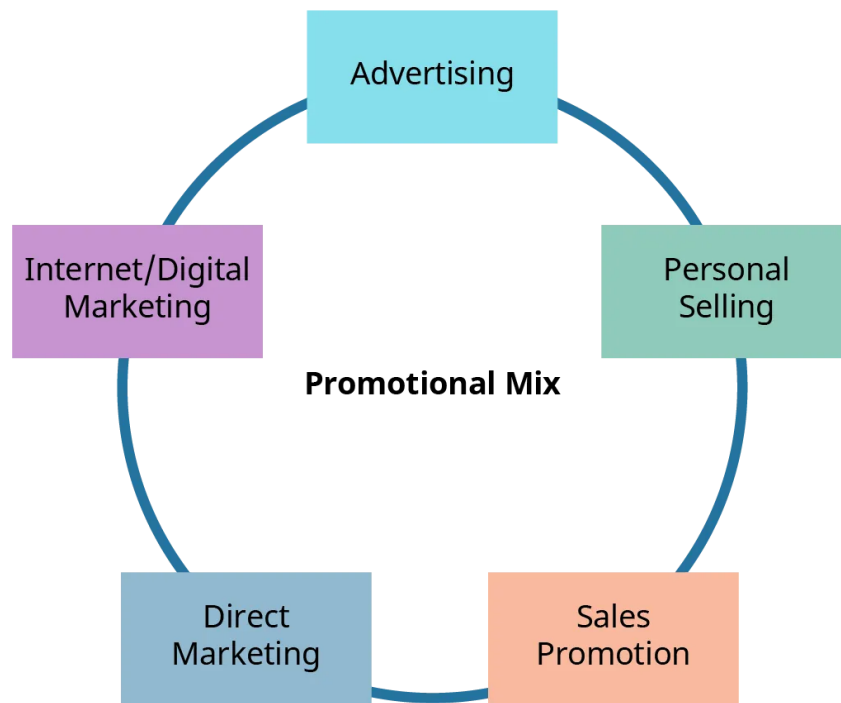 Advertising
Internet/Digital
Marketing
Personal
Selling
Promotional Mix
Direct
Marketing
Sales
Promotion